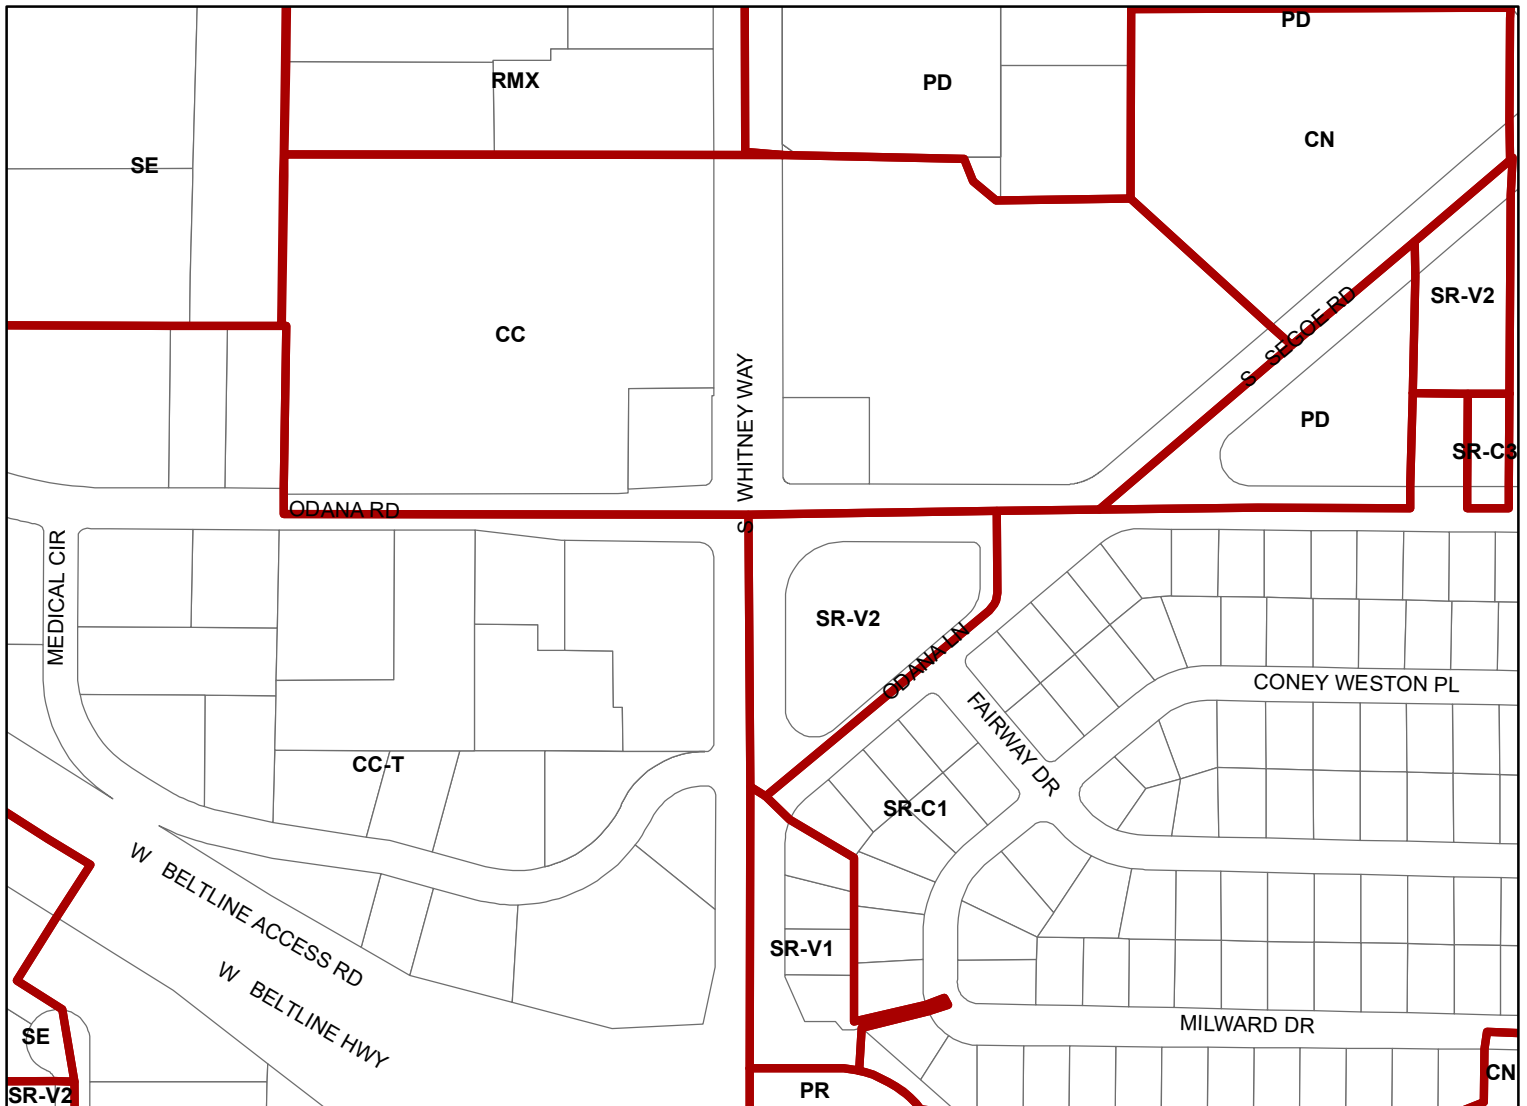 PD
RMX
PD
CN
SE
SR-V2
S SEGOE RD
CC
S WHITNEY WAY
PD
SR-C3
ODANA RD
MEDICAL CIR
SR-V2
ODANA LN
CONEY WESTON PL
FAIRWAY DR
CC-T
SR-C1
W BELTLINE ACCESS RD
SR-V1
W BELTLINE HWY
MILWARD DR
SE
CN
PR
SR-V2